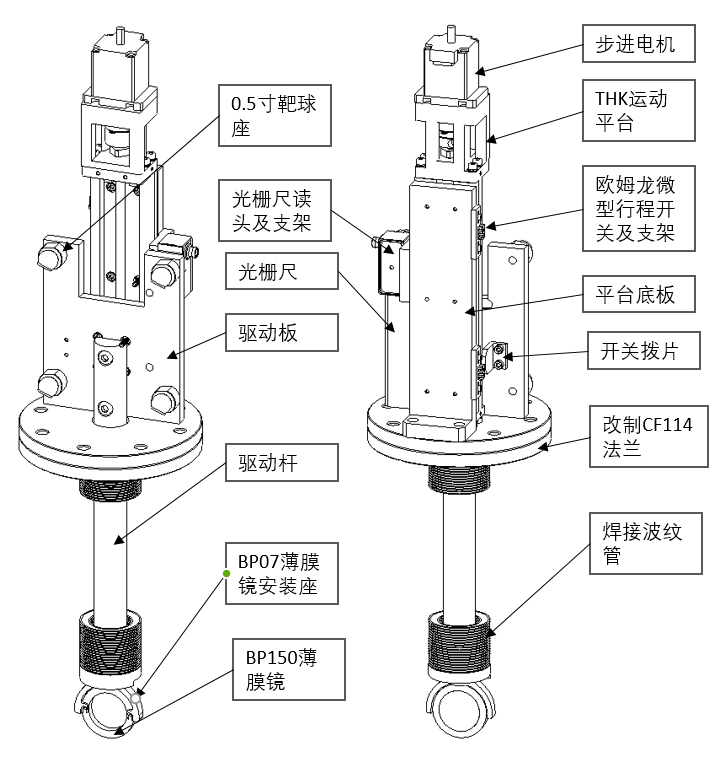 0.5寸靶球
座
光栅尺读
头及支架
光栅尺
驱动板
驱动杆
BP07薄膜
镜安装座
BP150薄
膜镜
步进电机
THK运动
平台
欧姆龙微
型行程开
关及支架
平台底板
开关拨片
改制CF114
法兰
焊接波纹
管